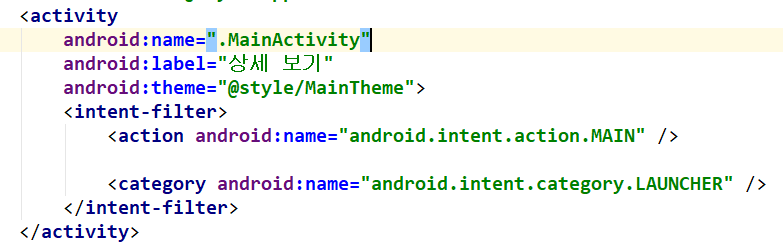 <activity
android:name=".MainActivity"
android:label="상세 보기"
android:theme="@style/MainTheme">
<intent-filter>
<action android:name="android.intent.action.MAIN" />
<category android:name="android.intent.category.LAUNCHER" />
</intent-filter>
</activity>